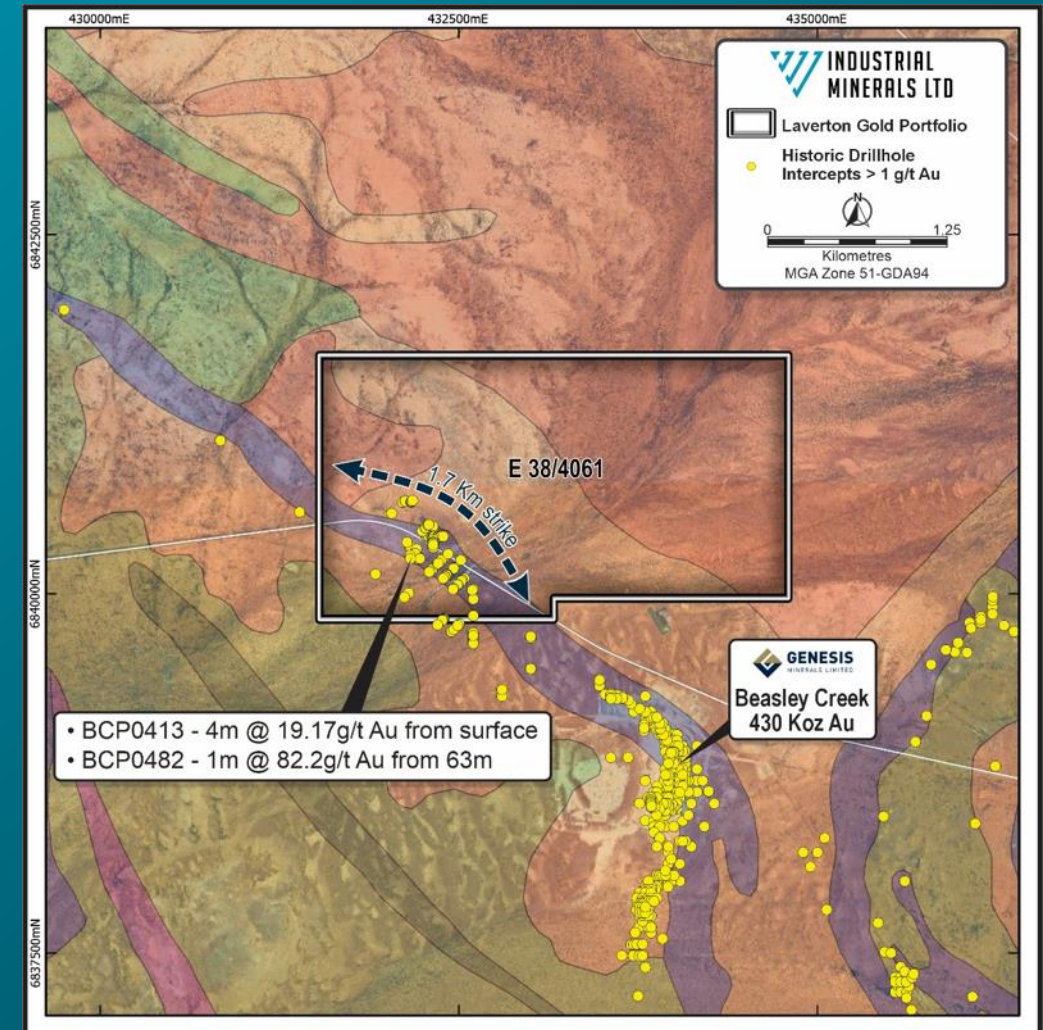 430000mE
432500mE
435000mE
INDUSTRIAL
MINERALS LTD
Laverton Gold Portfolio
Historic Drillhole
Intercepts > 1 g/t Au
N
0
1.25
Kilometres
MGA Zone 51-GDA94
6842500mN
E 38/4061
1.7 Km strike
6840000mN
GENESIS
MINERALS LIMITED
Beasley Creek
430 Koz Au
• BCP0413 - 4m @ 19.17g/t Au from surface
• BCP0482 - 1m @ 82.2g/t Au from 63m
6837500mN